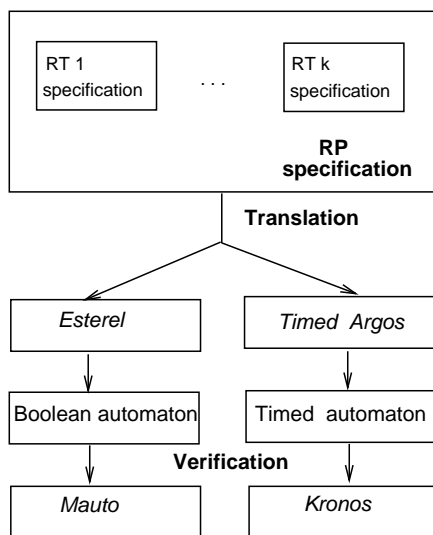 RT 1
specification
. . .
RT k
specification
RP
specification
Translation
Esterel
Timed Argos
Boolean automaton
Timed automaton
Verification
Mauto
Kronos